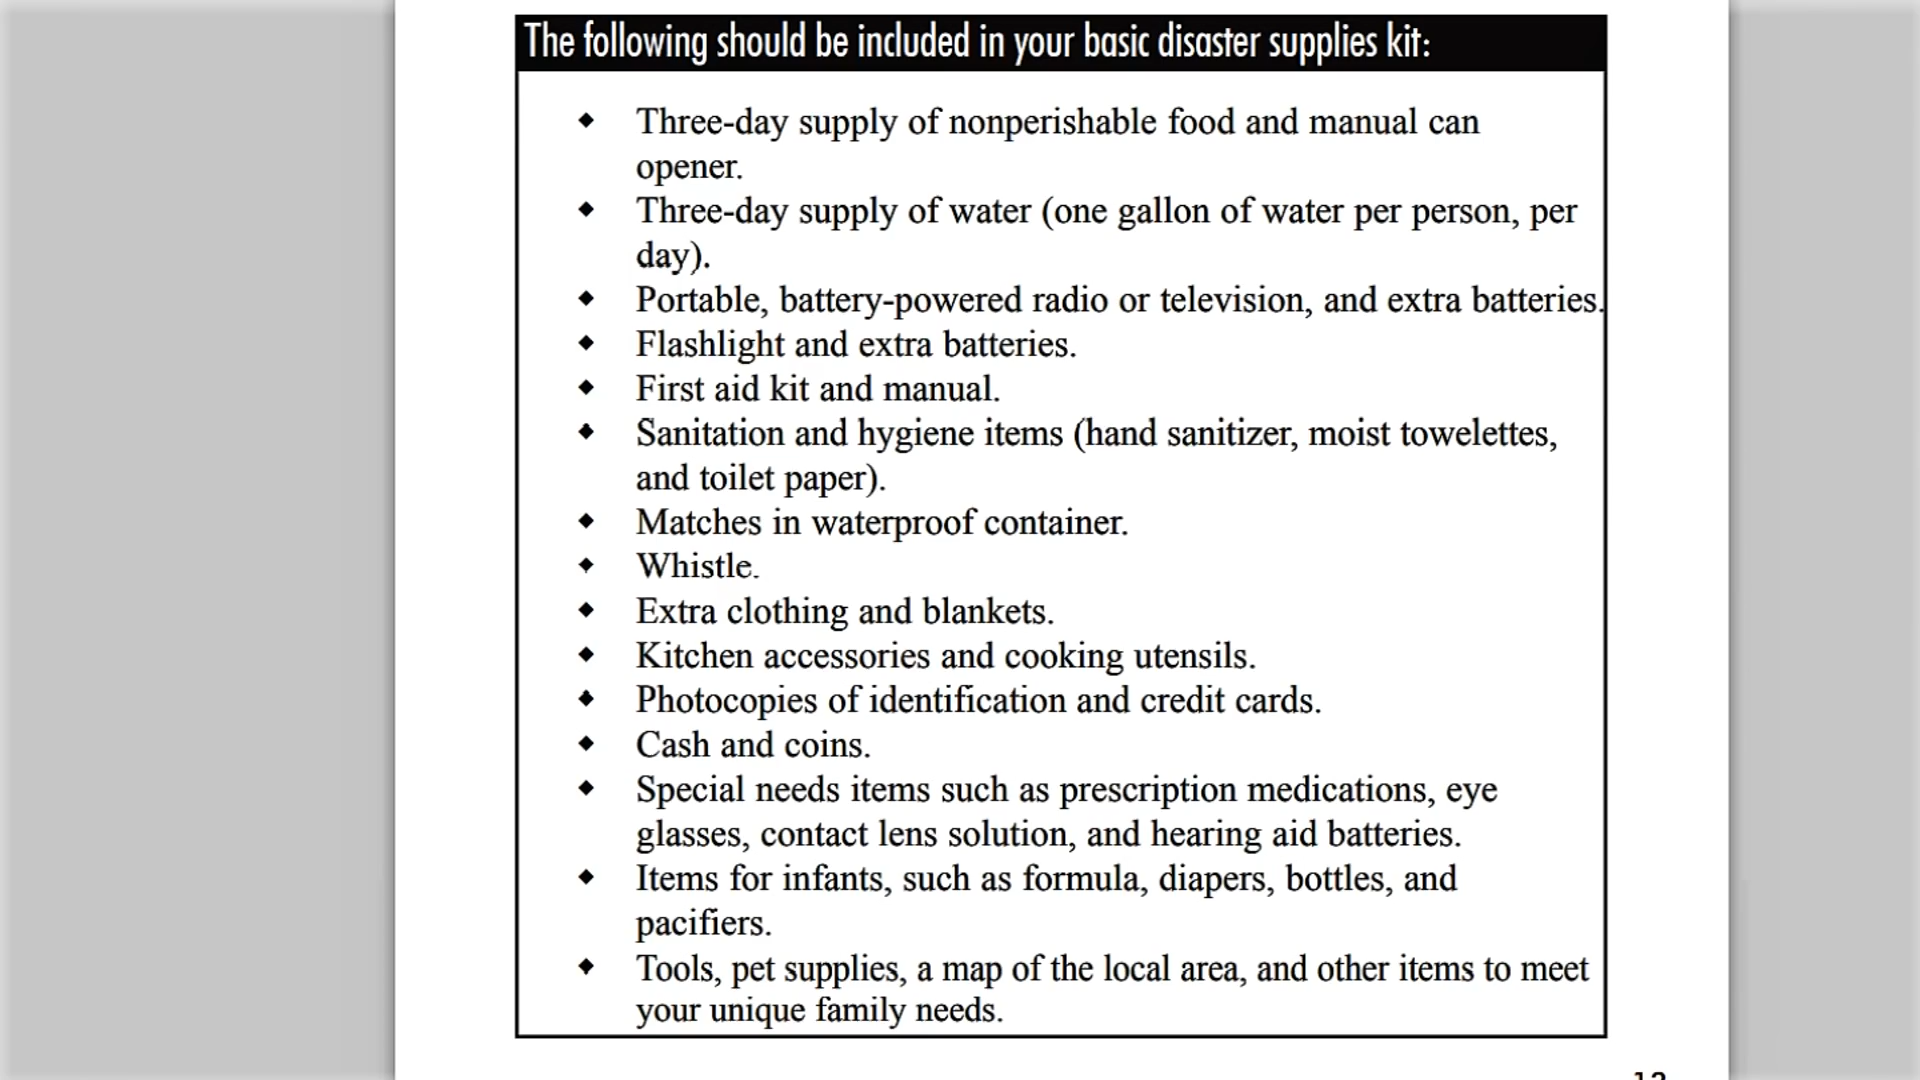 The following should be included in your basic disaster supplies kit:
◆ Three-day supply of nonperishable food and manual can
opener.
◆ Three-day supply of water (one gallon of water per person, per
day).
◆ Portable, battery-powered radio or television, and extra batteries.
◆ Flashlight and extra batteries.
◆ First aid kit and manual.
◆ Sanitation and hygiene items (hand sanitizer, moist towelettes,
and toilet paper).
◆ Matches in waterproof container.
◆ Whistle.
◆ Extra clothing and blankets.
◆ Kitchen accessories and cooking utensils.
◆ Photocopies of identification and credit cards.
◆ Cash and coins.
◆ Special needs items such as prescription medications, eye
glasses, contact lens solution, and hearing aid batteries.
◆ Items for infants, such as formula, diapers, bottles, and
pacifiers.
◆ Tools, pet supplies, a map of the local area, and other items to meet
your unique family needs.